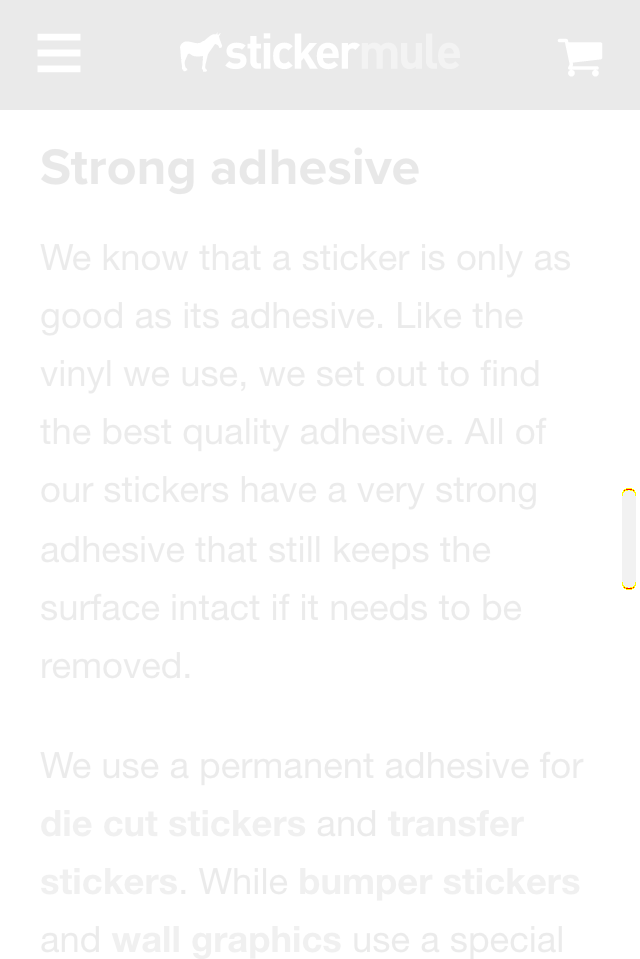 stickermule
Strong adhesive
We know that a sticker is only as
good as its adhesive. Like the
vinyl we use, we set out to find
the best quality adhesive. All of
our stickers have a very strong
adhesive that still keeps the
surface intact if it needs to be
removed.
We use a permanent adhesive for
die cut stickers and transfer
stickers. While bumper stickers
and wall graphics use a special